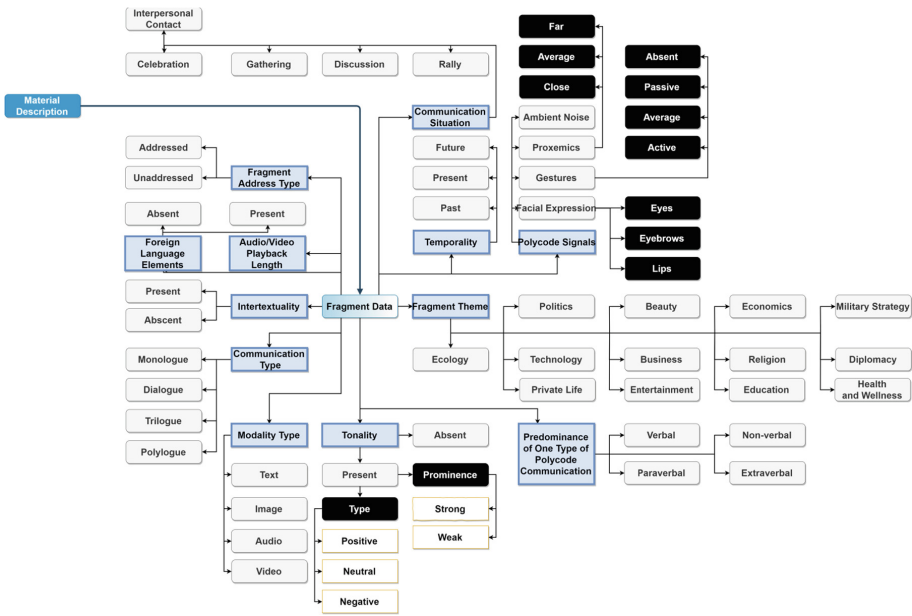 Interpersonal
Contact
Celebration
Gathering
Discussion
Rally
Far
Average
Close
Absent
Passive
Average
Active
Material
Description
Communication
Situation
Ambient Noise
Proxemics
Gestures
Facial Expression
Polycode Signals
Eyes
Eyebrows
Lips
Future
Present
Past
Temporality
Addressed
Unaddressed
Fragment
Address Type
Absent
Present
Foreign
Language
Elements
Audio/Video
Playback
Length
Present
Abscent
Intertextuality
Fragment Data
Fragment Theme
Politics
Beauty
Economics
Military Strategy
Ecology
Technology
Business
Religion
Diplomacy
Private Life
Entertainment
Education
Health
and Wellness
Communication
Type
Monologue
Dialogue
Trilogue
Polylogue
Modality Type
Text
Image
Audio
Video
Tonality
Absent
Present
Prominence
Type
Strong
Weak
Positive
Neutral
Negative
Predominance
of One Type of
Polycode
Communication
Verbal
Non-verbal
Paraverbal
Extraverbal